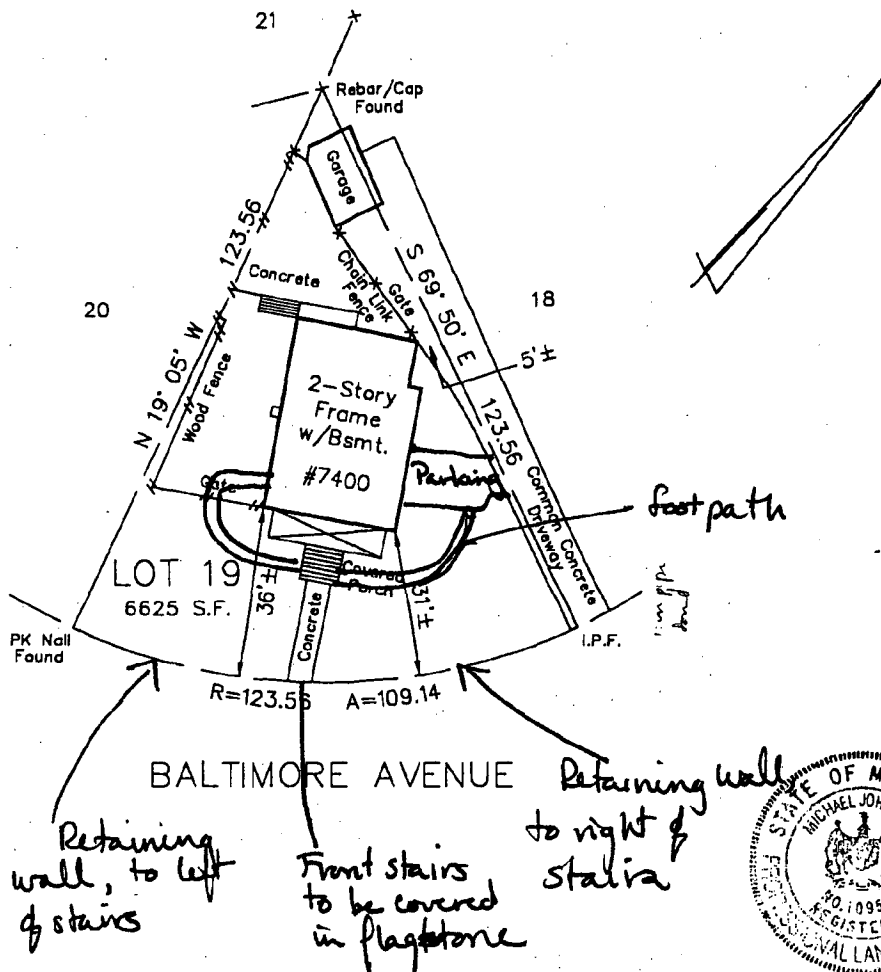 21
Rebar/Cap
Found
Garage
123.56
Concrete
Chain Link
Fence
Gate
S 69° 50' E
18
20
5'±
N 19° 05' W
Wood Fence
2-Story
Frame
w/Bsmt.
#7400
123.56
Common Concrete
Driveway
Parking
Gate
foot path
LOT 19
6625 S.F.
36'±
Covered
Porch
31'±
Concrete
PK Nail
Found
I.P.F.
R=123.56 A=109.14
BALTIMORE AVENUE
Retaining
wall, to left
of stairs
Front stairs
to be covered
in flagstone
Retaining wall
to right of
stairs
STATE OF M
MICHAEL JOH
NO. 1095
REGISTE
ONAL LAN